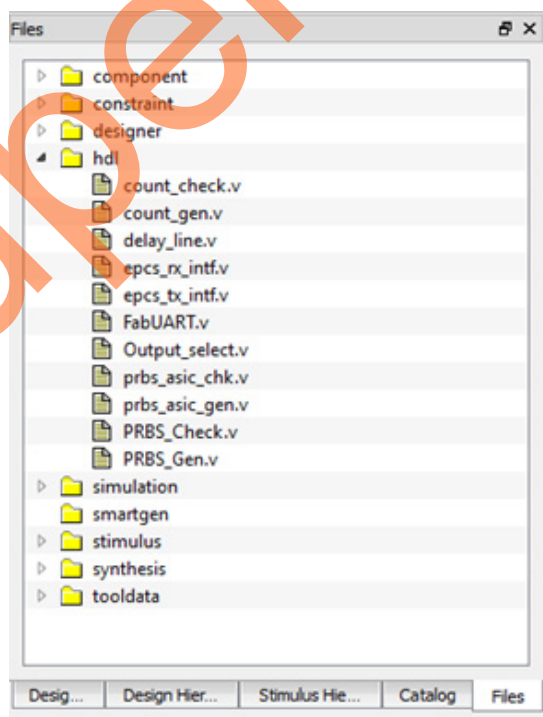 Files
component
constraint
designer
hdl
count_check.v
count_gen.v
delay_line.v
epcs_rx_intf.v
epcs_tx_intf.v
FabUART.v
Output_select.v
prbs_asic_chk.v
prbs_asic_gen.v
PRBS_Check.v
PRBS_Gen.v
simulation
smartgen
stimulus
synthesis
tooldata
Desig... Design Hier... Stimulus Hie... Catalog Files